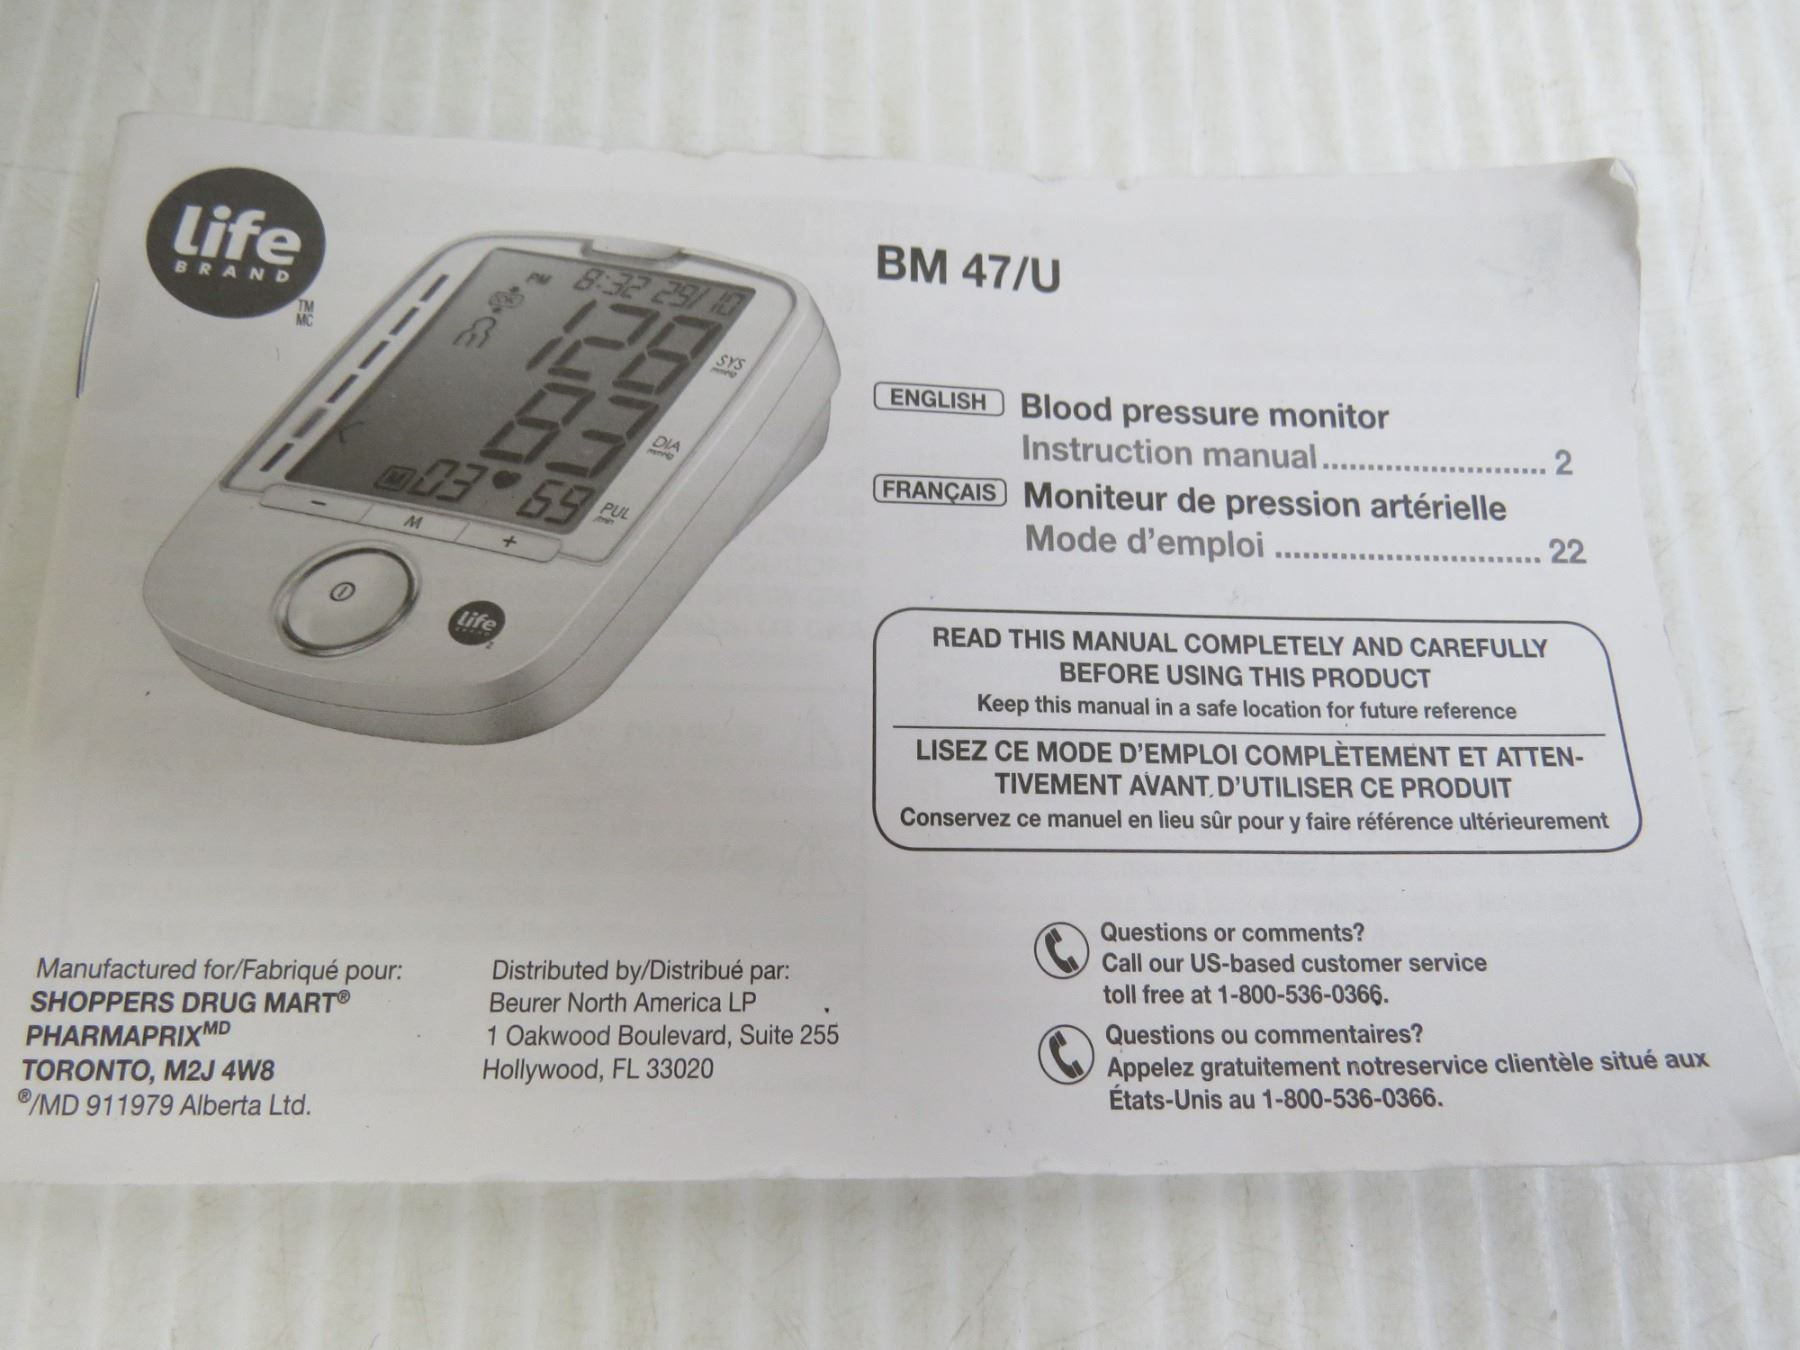 Life
BRAND
TM
MC
PM 8:32 29/10
128
SYS
mmHg
83
DIA
mmHg
M 03 69
PUL
/min
- M +
Life
BRAND
BM 47/U
ENGLISH Blood pressure monitor
Instruction manual......................... 2
FRANÇAIS Moniteur de pression artérielle
Mode d'emploi ............................. 22
READ THIS MANUAL COMPLETELY AND CAREFULLY
BEFORE USING THIS PRODUCT
Keep this manual in a safe location for future reference
LISEZ CE MODE D'EMPLOI COMPLÈTEMENT ET ATTEN-
TIVEMENT AVANT D'UTILISER CE PRODUIT
Conservez ce manuel en lieu sûr pour y faire référence ultérieurement
Manufactured for/Fabriqué pour:
SHOPPERS DRUG MART®
PHARMAPRIX MD
TORONTO, M2J 4W8
®/MD 911979 Alberta Ltd.
Distributed by/Distribué par:
Beurer North America LP
1 Oakwood Boulevard, Suite 255
Hollywood, FL 33020
Questions or comments?
Call our US-based customer service
toll free at 1-800-536-0366.
Questions ou commentaires?
Appelez gratuitement notreservice clientèle situé aux
États-Unis au 1-800-536-0366.